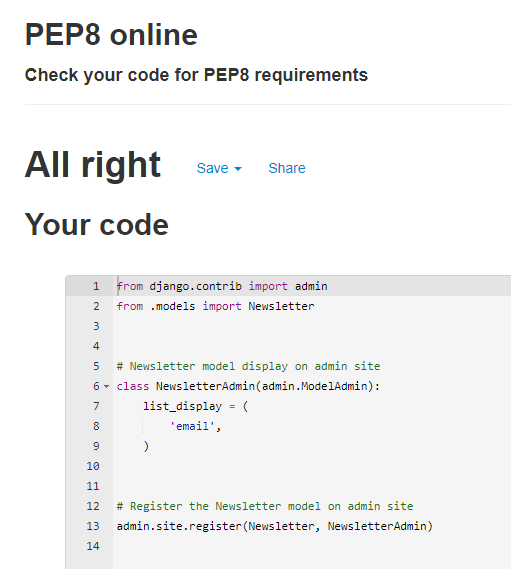 PEP8 online
Check your code for PEP8 requirements
All right Save Share
Your code
1 from django.contrib import admin
2 from .models import Newsletter
3
4
5 # Newsletter model display on admin site
6 class NewsletterAdmin(admin.ModelAdmin):
7     list_display = (
8         'email',
9     )
10
11
12 # Register the Newsletter model on admin site
13 admin.site.register(Newsletter, NewsletterAdmin)
14